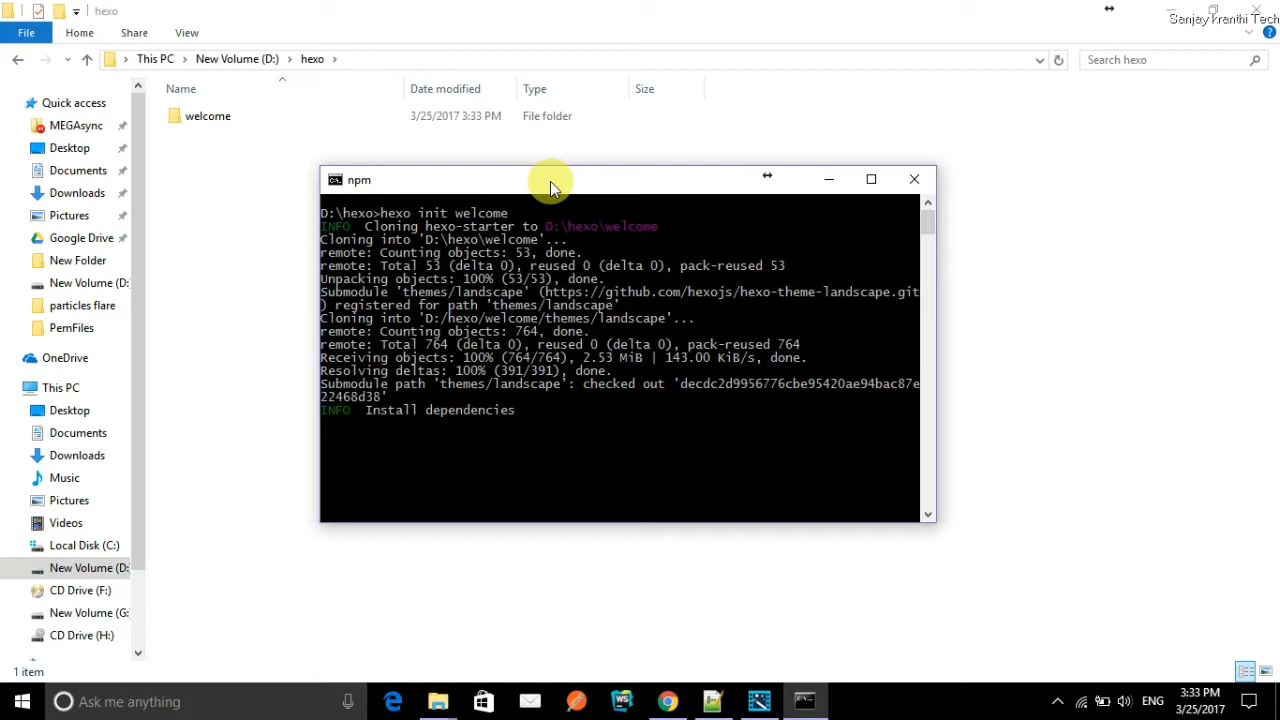 hexo
Sanjay kranthi Tech
File
Home
Share
View
This PC
New Volume (D:)
hexo
Search hexo
Name
Date modified
Type
Size
welcome
3/25/2017 3:33 PM
File folder
Quick access
MEGAsync
Desktop
Documents
Downloads
Pictures
Google Drive
New Folder
New Volume (D:
particles flare
PemFiles
OneDrive
This PC
Desktop
Documents
Downloads
Music
Pictures
Videos
Local Disk (C:)
New Volume (D:
CD Drive (F:)
New Volume (G:
CD Drive (H:)
npm
D:\hexo>hexo init welcome
INFO  Cloning hexo-starter to D:\hexo\welcome
Cloning into 'D:\hexo\welcome'...
remote: Counting objects: 53, done.
remote: Total 53 (delta 0), reused 0 (delta 0), pack-reused 53
Unpacking objects: 100% (53/53), done.
Submodule 'themes/landscape' (https://github.com/hexojs/hexo-theme-landscape.git
) registered for path 'themes/landscape'
Cloning into 'D:/hexo/welcome/themes/landscape'...
remote: Counting objects: 764, done.
remote: Total 764 (delta 0), reused 0 (delta 0), pack-reused 764
Receiving objects: 100% (764/764), 2.53 MiB | 143.00 KiB/s, done.
Resolving deltas: 100% (391/391), done.
Submodule path 'themes/landscape': checked out 'decdc2d9956776cbe95420ae94bac87e
22468d38'
INFO  Install dependencies
1 item
Ask me anything
ENG
3:33 PM
3/25/2017